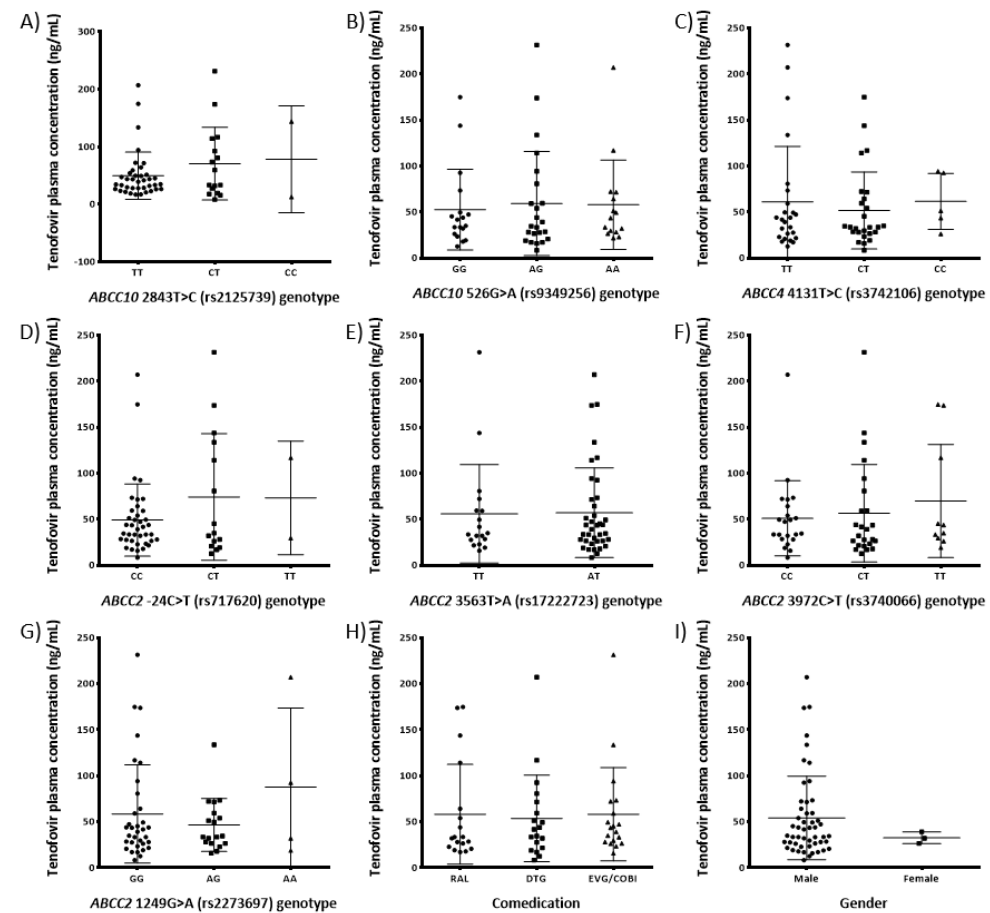 A)
Tenofovir plasma concentration (ng/mL)
300
200
100
0
-100
TT CT CC
ABCC10 2843T>C (rs2125739) genotype
B)
Tenofovir plasma concentration (ng/mL)
250
200
150
100
50
0
GG AG AA
ABCC10 526G>A (rs9349256) genotype
C)
Tenofovir plasma concentration (ng/mL)
250
200
150
100
50
0
TT CT CC
ABCC4 4131T>C (rs3742106) genotype
D)
Tenofovir plasma concentration (ng/mL)
250
200
150
100
50
0
CC CT TT
ABCC2 -24C>T (rs717620) genotype
E)
Tenofovir plasma concentration (ng/mL)
250
200
150
100
50
0
TT AT
ABCC2 3563T>A (rs17222723) genotype
F)
Tenofovir plasma concentration (ng/mL)
250
200
150
100
50
0
CC CT TT
ABCC2 3972C>T (rs3740066) genotype
G)
Tenofovir plasma concentration (ng/mL)
250
200
150
100
50
0
GG AG AA
ABCC2 1249G>A (rs2273697) genotype
H)
Tenofovir plasma concentration (ng/mL)
250
200
150
100
50
0
RAL DTG EVG/COBI
Comedication
I)
Tenofovir plasma concentration (ng/mL)
250
200
150
100
50
0
Male Female
Gender